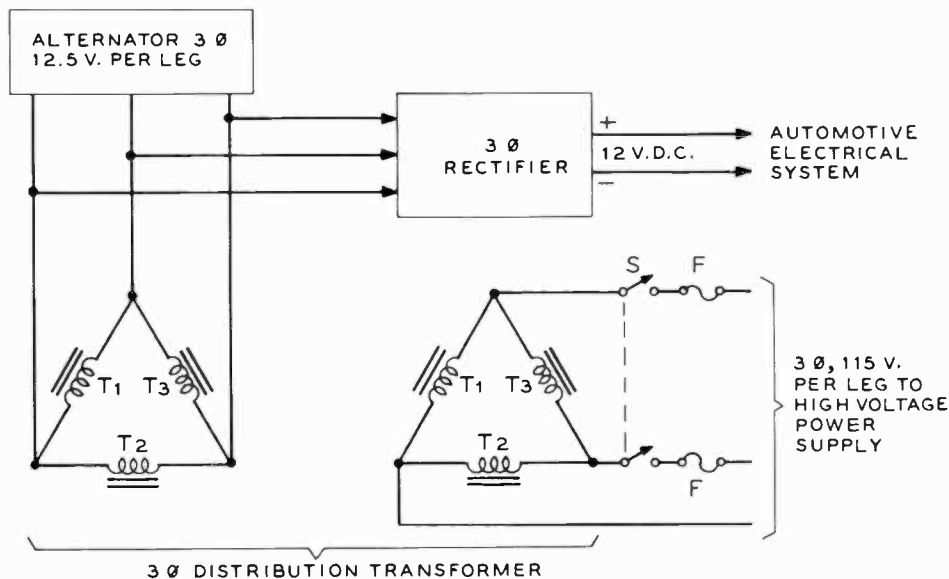 ALTERNATOR 3 Ø
12.5 V. PER LEG
3 Ø
RECTIFIER
+
12 V.D.C.
−
AUTOMOTIVE
ELECTRICAL
SYSTEM
T1
T3
T2
T1
T3
T2
S
F
F
3 Ø, 115 V.
PER LEG TO
HIGH VOLTAGE
POWER
SUPPLY
3 Ø DISTRIBUTION TRANSFORMER